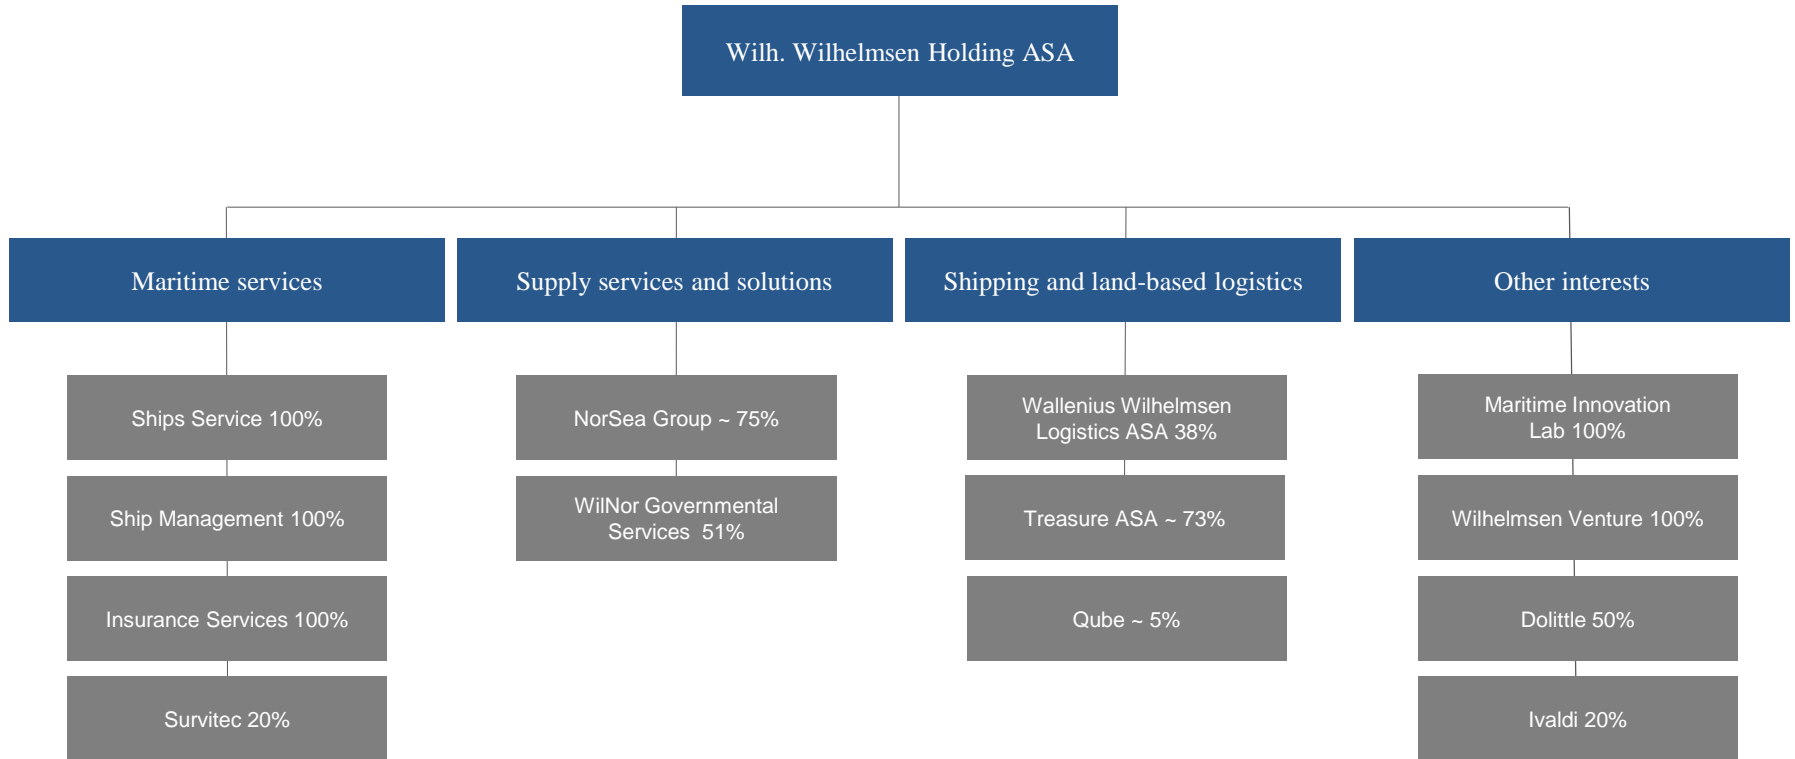 Wilh. Wilhelmsen Holding ASA
Maritime services
Supply services and solutions
Shipping and land-based logistics
Other interests
Ships Service 100%
Ship Management 100%
Insurance Services 100%
Survitec 20%
NorSea Group ~ 75%
WilNor Governmental
Services  51%
Wallenius Wilhelmsen
Logistics ASA 38%
Treasure ASA ~ 73%
Qube ~ 5%
Maritime Innovation
Lab 100%
Wilhelmsen Venture 100%
Dolittle 50%
Ivaldi 20%